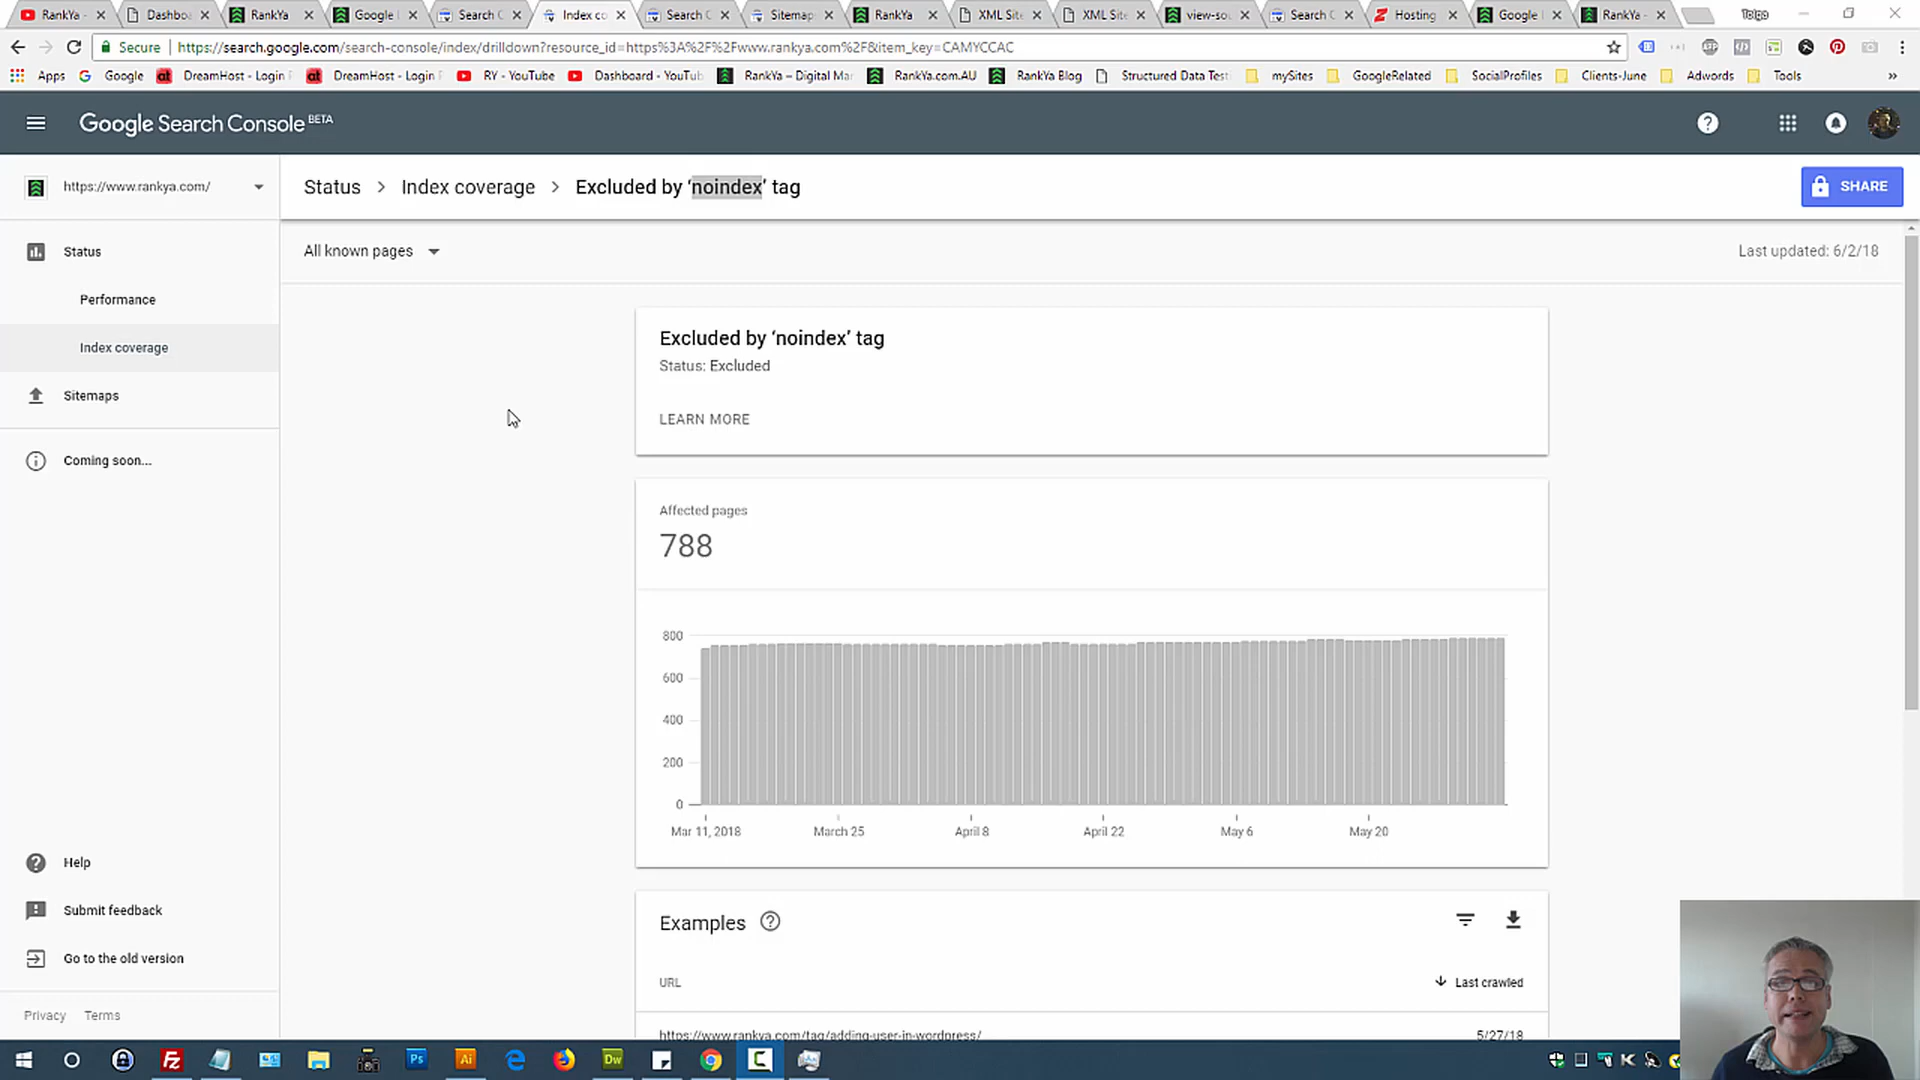 RankYa -
Dashbo
RankYa
Google
Search C
Index co
Search C
Sitemap
RankYa
XML Site
XML Site
view-sou
Search C
Hosting
Google
RankYa -
Tolga
Secure
https://search.google.com/search-console/index/drilldown?resource_id=https%3A%2F%2Fwww.rankya.com%2F&item_key=CAMYCCAC
Apps
Google
DreamHost - Login
DreamHost - Login
RY - YouTube
Dashboard - YouTub
RankYa – Digital Mar
RankYa.com.AU
RankYa Blog
Structured Data Test
mySites
GoogleRelated
SocialProfiles
Clients-June
Adwords
Tools
Google Search Console BETA
https://www.rankya.com/
Status
Performance
Index coverage
Sitemaps
Coming soon...
Help
Submit feedback
Go to the old version
Privacy
Terms
Status > Index coverage > Excluded by ‘noindex’ tag
SHARE
All known pages
Last updated: 6/2/18
Excluded by ‘noindex’ tag
Status: Excluded
LEARN MORE
Affected pages
788
800
600
400
200
0
Mar 11, 2018
March 25
April 8
April 22
May 6
May 20
Examples
URL
Last crawled
https://www.rankya.com/tag/adding-user-in-wordpress/
5/27/18
Fz
Ps
Ai
Dw